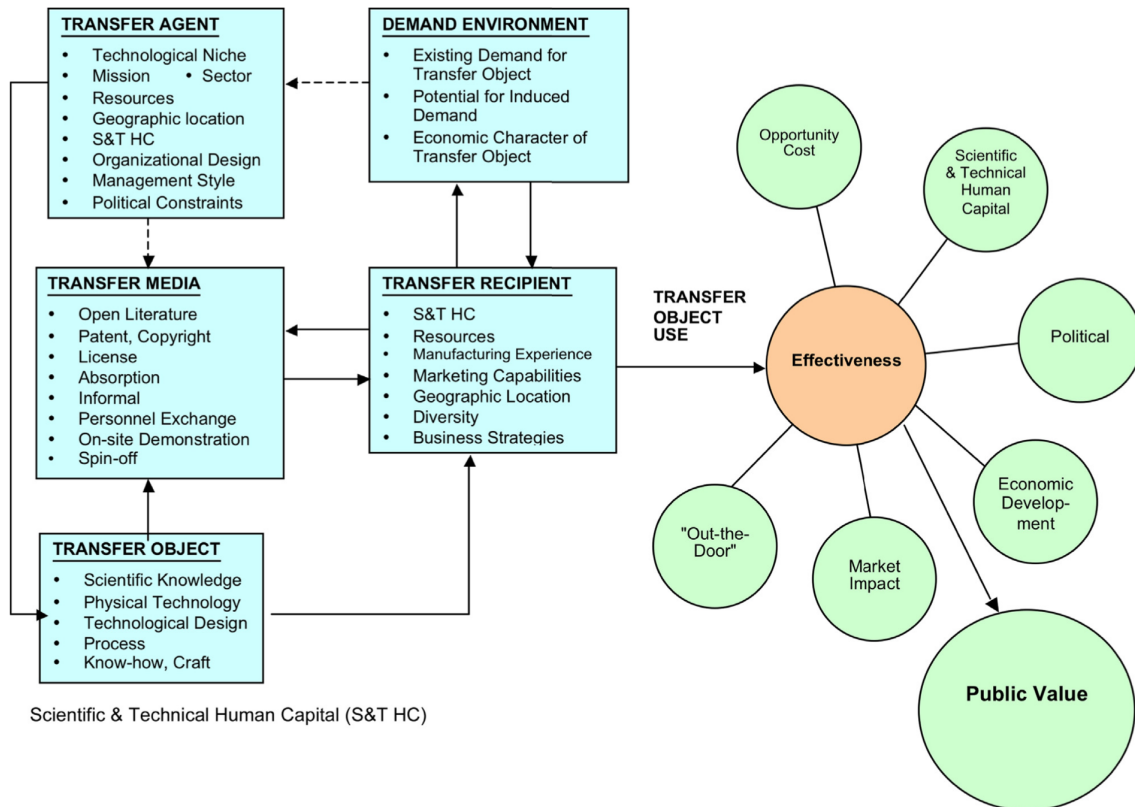 TRANSFER AGENT
• Technological Niche
• Mission • Sector
• Resources
• Geographic location
• S&T HC
• Organizational Design
• Management Style
• Political Constraints
DEMAND ENVIRONMENT
• Existing Demand for
Transfer Object
• Potential for Induced
Demand
• Economic Character of
Transfer Object
TRANSFER MEDIA
• Open Literature
• Patent, Copyright
• License
• Absorption
• Informal
• Personnel Exchange
• On-site Demonstration
• Spin-off
TRANSFER RECIPIENT
• S&T HC
• Resources
• Manufacturing Experience
• Marketing Capabilities
• Geographic Location
• Diversity
• Business Strategies
TRANSFER OBJECT
• Scientific Knowledge
• Physical Technology
• Technological Design
• Process
• Know-how, Craft
Scientific & Technical Human Capital (S&T HC)
TRANSFER
OBJECT
USE
Effectiveness
Opportunity
Cost
Scientific
& Technical
Human
Capital
Political
Economic
Develop-
ment
Market
Impact
"Out-the-
Door"
Public Value